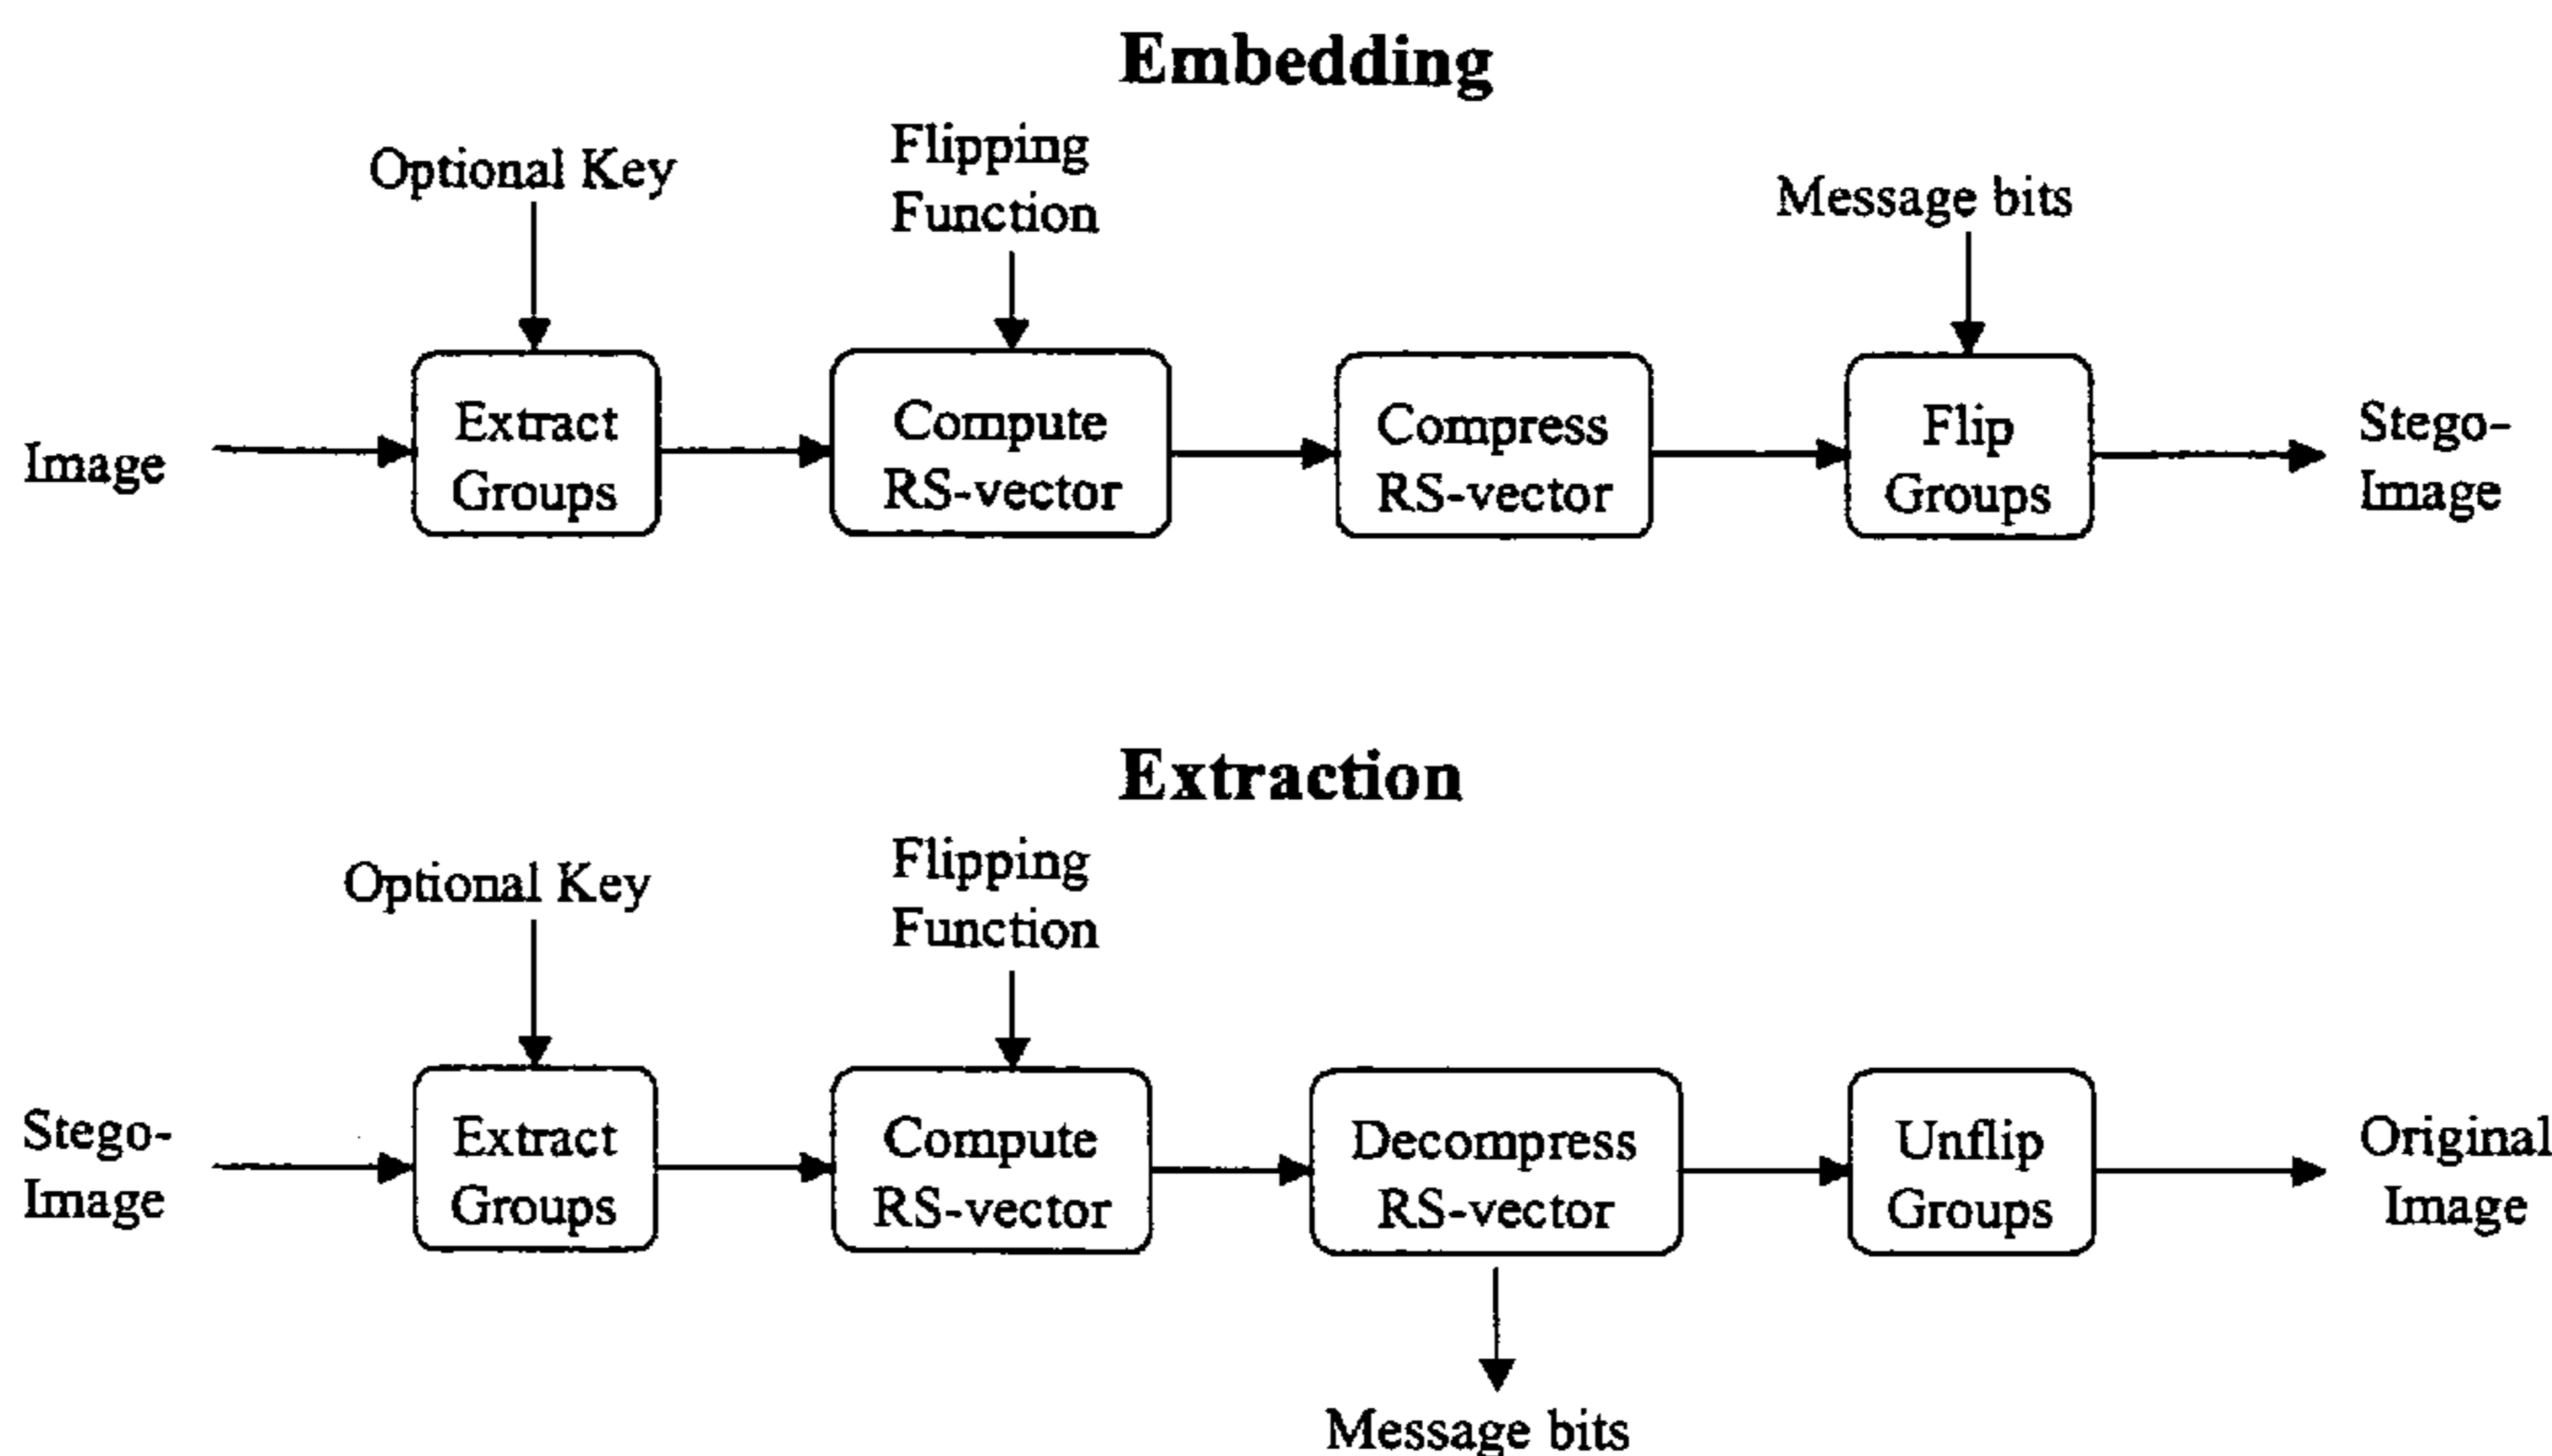 Embedding
Optional Key
Flipping
Function
Message bits
Image
Extract
Groups
Compute
RS-vector
Compress
RS-vector
Flip
Groups
Stego-
Image
Extraction
Optional Key
Flipping
Function
Stego-
Image
Extract
Groups
Compute
RS-vector
Decompress
RS-vector
Unflip
Groups
Original
Image
Message bits